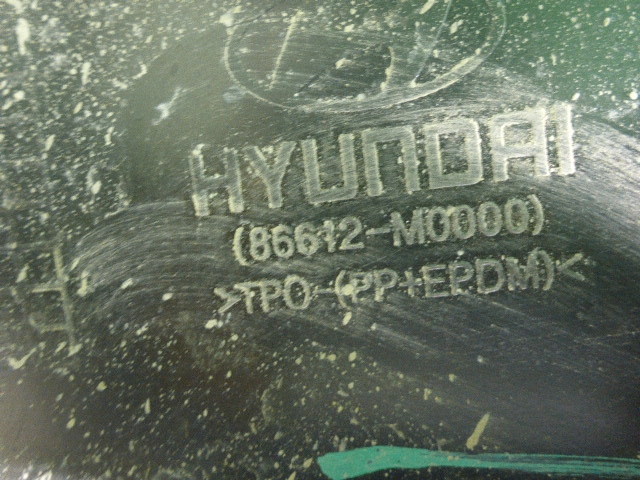 HYUNDAI
(86612-M0000)
>TPO-(PP+EPDM)<